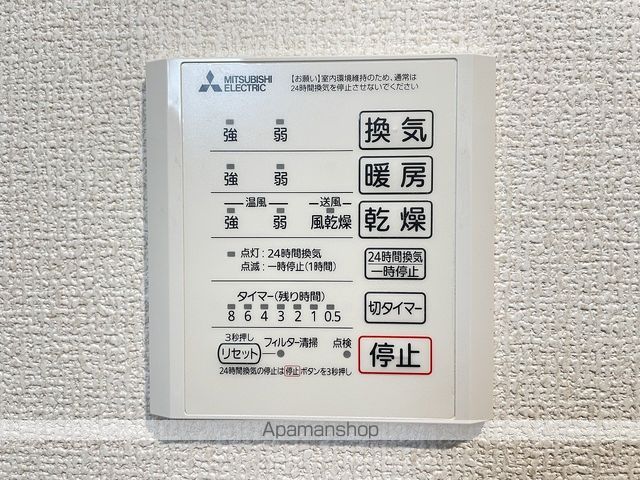 MITSUBISHI
ELECTRIC
【お願い】室内環境維持のため、通常は
24時間換気を停止させないでください
強 弱 換気
強 弱 暖房
温風 送風
強 弱 風乾燥 乾燥
点灯:24時間換気
点滅:一時停止(1時間)
24時間換気
一時停止
タイマー(残り時間)
8 6 4 3 2 1 0.5
切タイマー
3秒押し
リセット フィルター清掃 点検
停止
24時間換気の停止は停止ボタンを3秒押し
Apamanshop